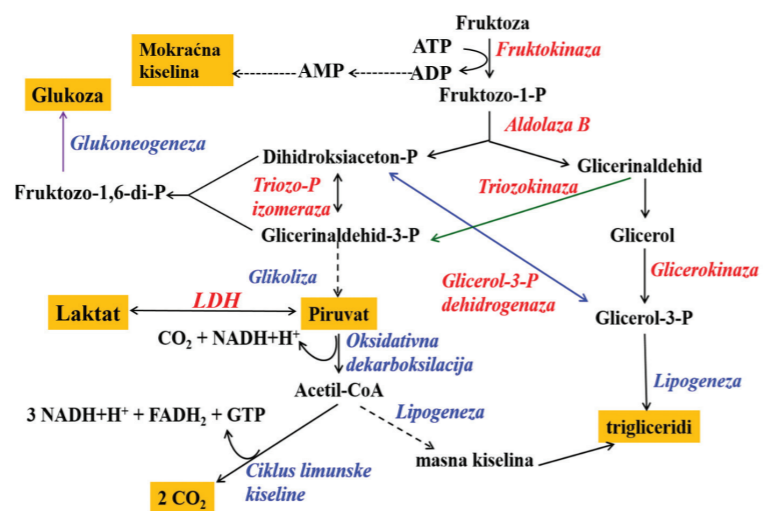 Fruktoza
ATP
Fruktokinaza
Mokraćna
kiselina
AMP
ADP
Glukoza
Fruktozo-1-P
Aldolaza B
Glukoneogeneza
Dihidroksiaceton-P
Glicerinaldehid
Triozo-P
izomeraza
Triozokinaza
Fruktozo-1,6-di-P
Glicerinaldehid-3-P
Glicerol
Glikoliza
Glicerol-3-P
dehidrogenaza
Glicerokinaza
LDH
Laktat
Piruvat
Glicerol-3-P
CO₂ + NADH+H⁺
Oksidativna
dekarboksilacija
Acetil-CoA
Lipogeneza
Lipogeneza
3 NADH+H⁺ + FADH₂ + GTP
trigliceridi
masna kiselina
Ciklus limunske
kiseline
2 CO₂